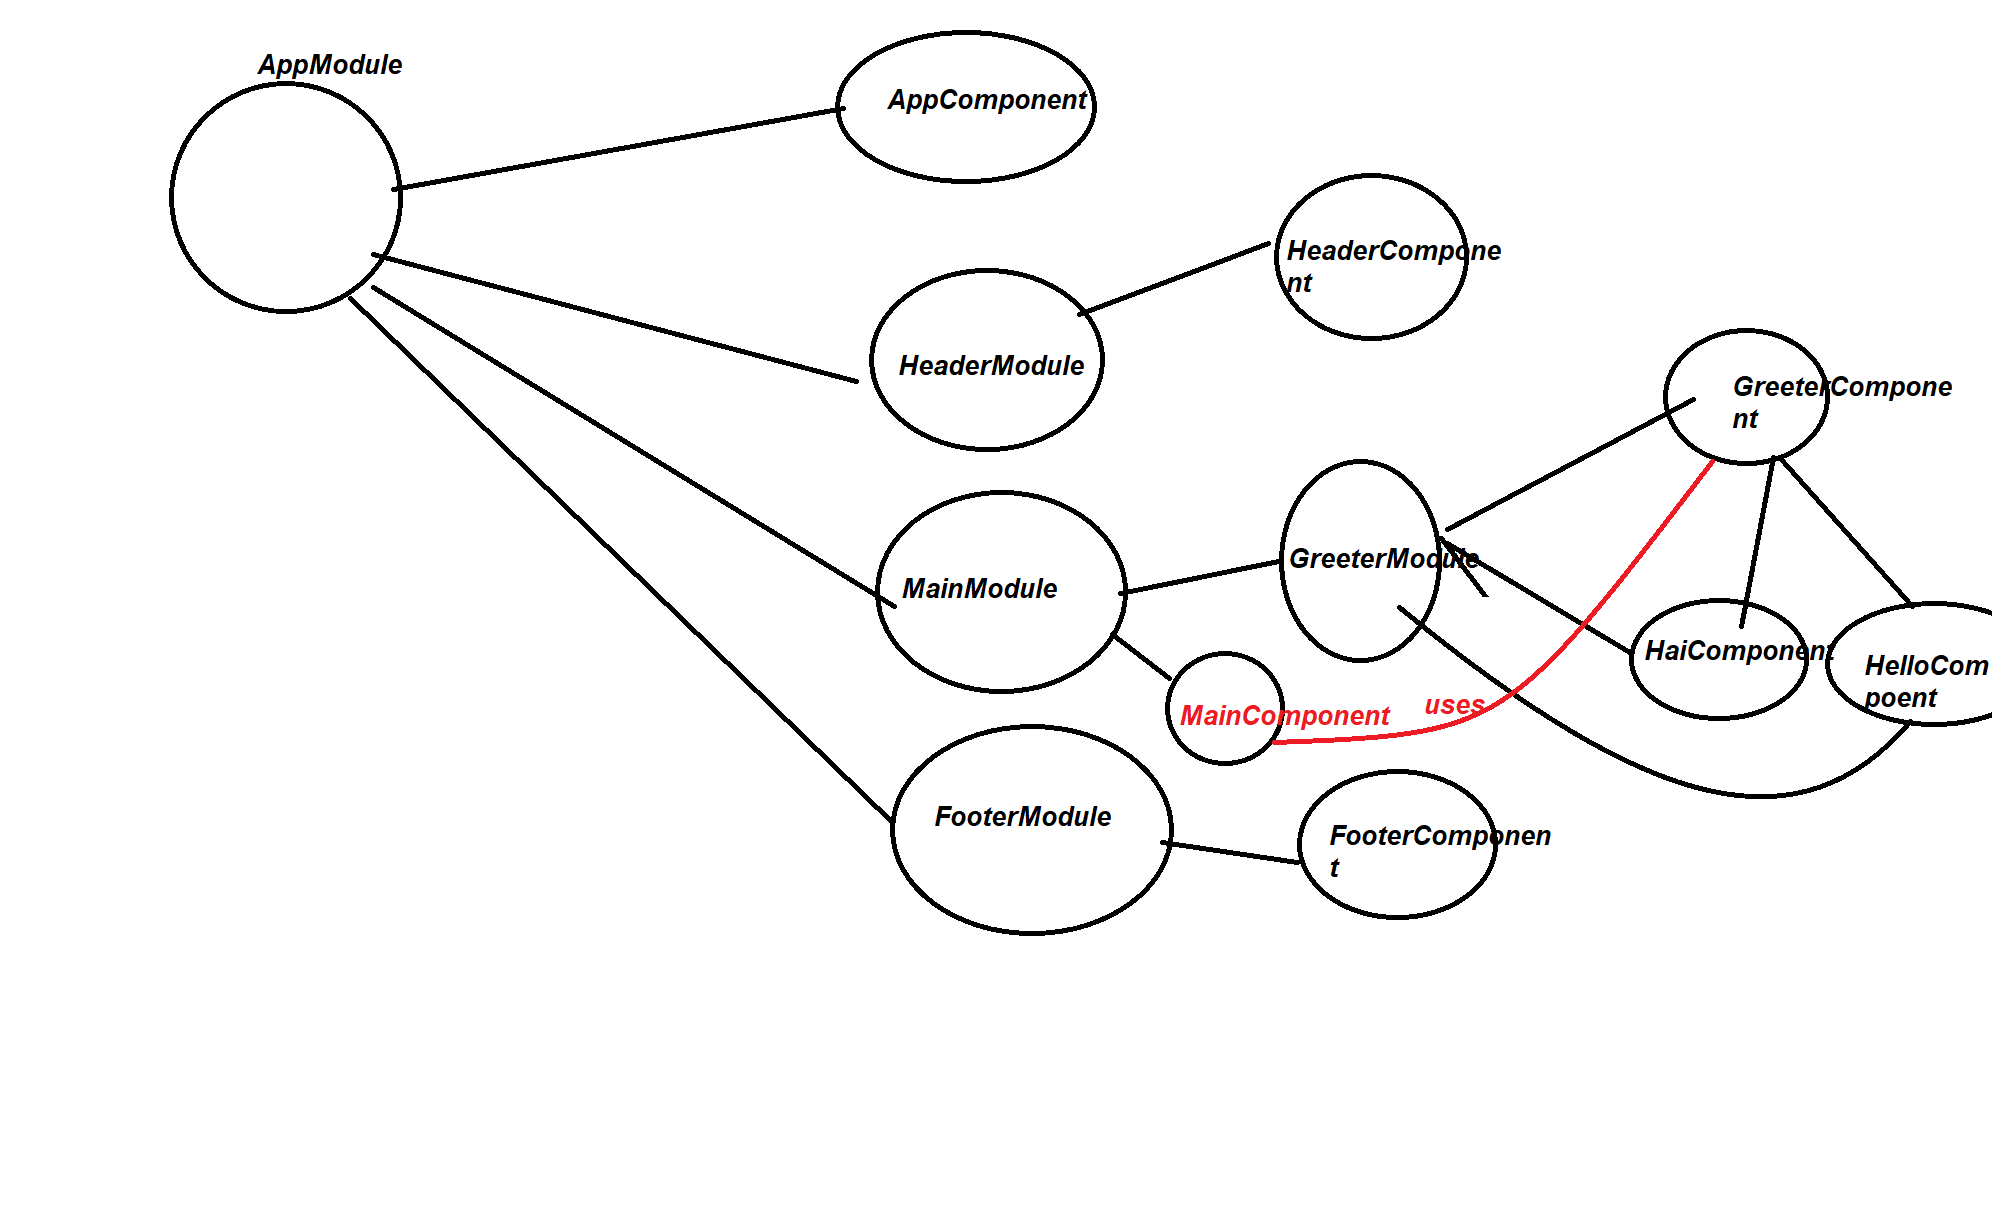 AppModule
AppComponent
HeaderCompone
nt
HeaderModule
GreeterCompone
nt
GreeterModule
MainModule
HaiComponent
HelloCom
poent
MainComponent
uses
FooterModule
FooterComponen
t